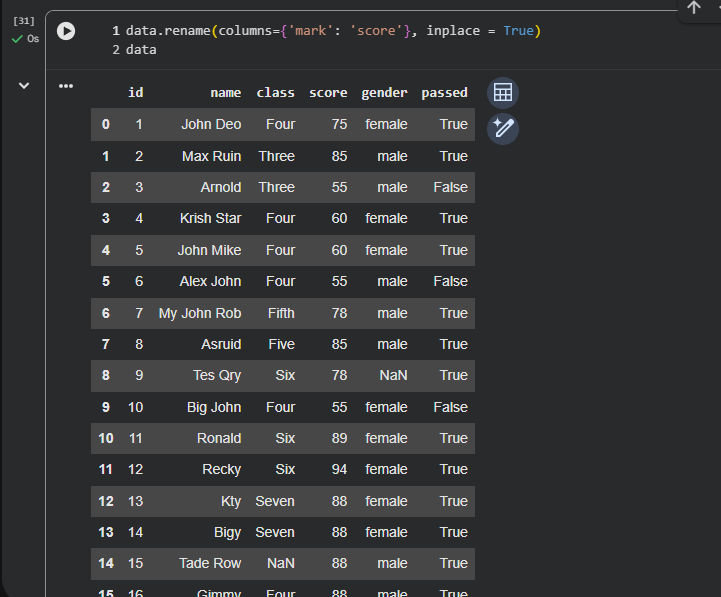 [31]
0s
1 data.rename(columns={'mark': 'score'}, inplace = True)
2 data
id name class score gender passed
0 1 John Deo Four 75 female True
1 2 Max Ruin Three 85 male True
2 3 Arnold Three 55 male False
3 4 Krish Star Four 60 female True
4 5 John Mike Four 60 female True
5 6 Alex John Four 55 male False
6 7 My John Rob Fifth 78 male True
7 8 Asruid Five 85 male True
8 9 Tes Qry Six 78 NaN True
9 10 Big John Four 55 female False
10 11 Ronald Six 89 female True
11 12 Recky Six 94 female True
12 13 Kty Seven 88 female True
13 14 Bigy Seven 88 female True
14 15 Tade Row NaN 88 male True
15 16 Gimmy Four 88 male True